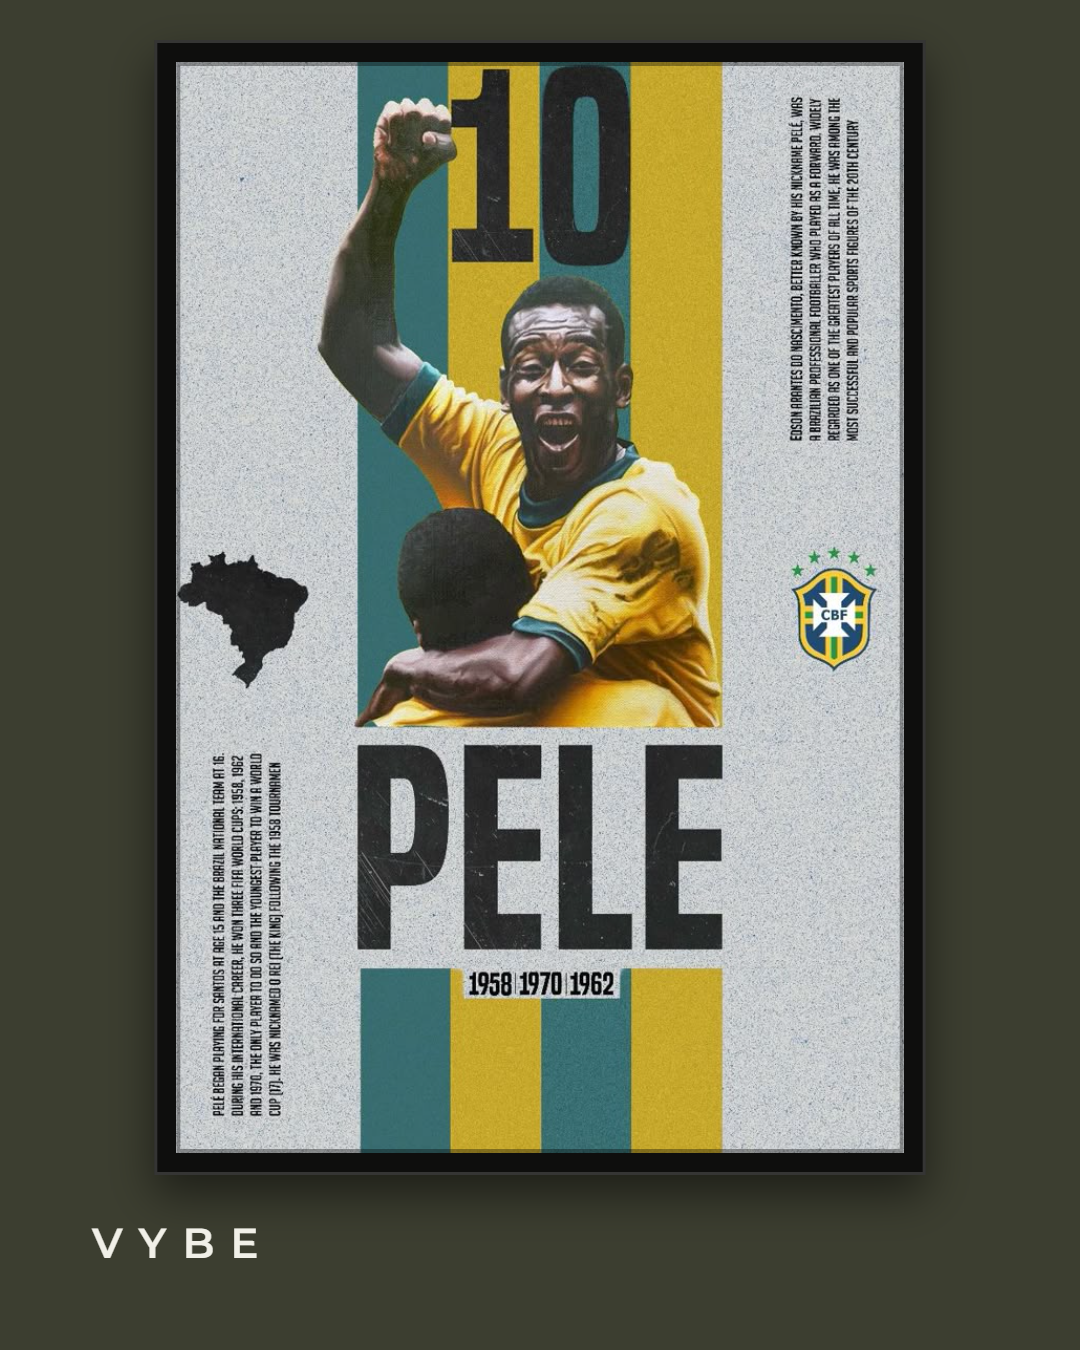 10
EDSON ARANTES DO NASCIMENTO, BETTER KNOWN BY HIS NICKNAME PELÉ, WAS
A BRAZILIAN PROFESSIONAL FOOTBALLER WHO PLAYED AS A FORWARD. WIDELY
REGARDED AS ONE OF THE GREATEST PLAYERS OF ALL TIME, HE WAS AMONG THE
MOST SUCCESSFUL AND POPULAR SPORTS FIGURES OF THE 20TH CENTURY
CBF
PELE
PELÉ BEGAN PLAYING FOR SANTOS AT AGE 15 AND THE BRAZIL NATIONAL TEAM AT 16.
DURING HIS INTERNATIONAL CAREER, HE WON THREE FIFA WORLD CUPS: 1958, 1962
AND 1970, THE ONLY PLAYER TO DO SO AND THE YOUNGEST PLAYER TO WIN A WORLD
CUP (17). HE WAS NICKNAMED O REI (THE KING) FOLLOWING THE 1958 TOURNAMEN
1958 | 1970 | 1962
VYBE